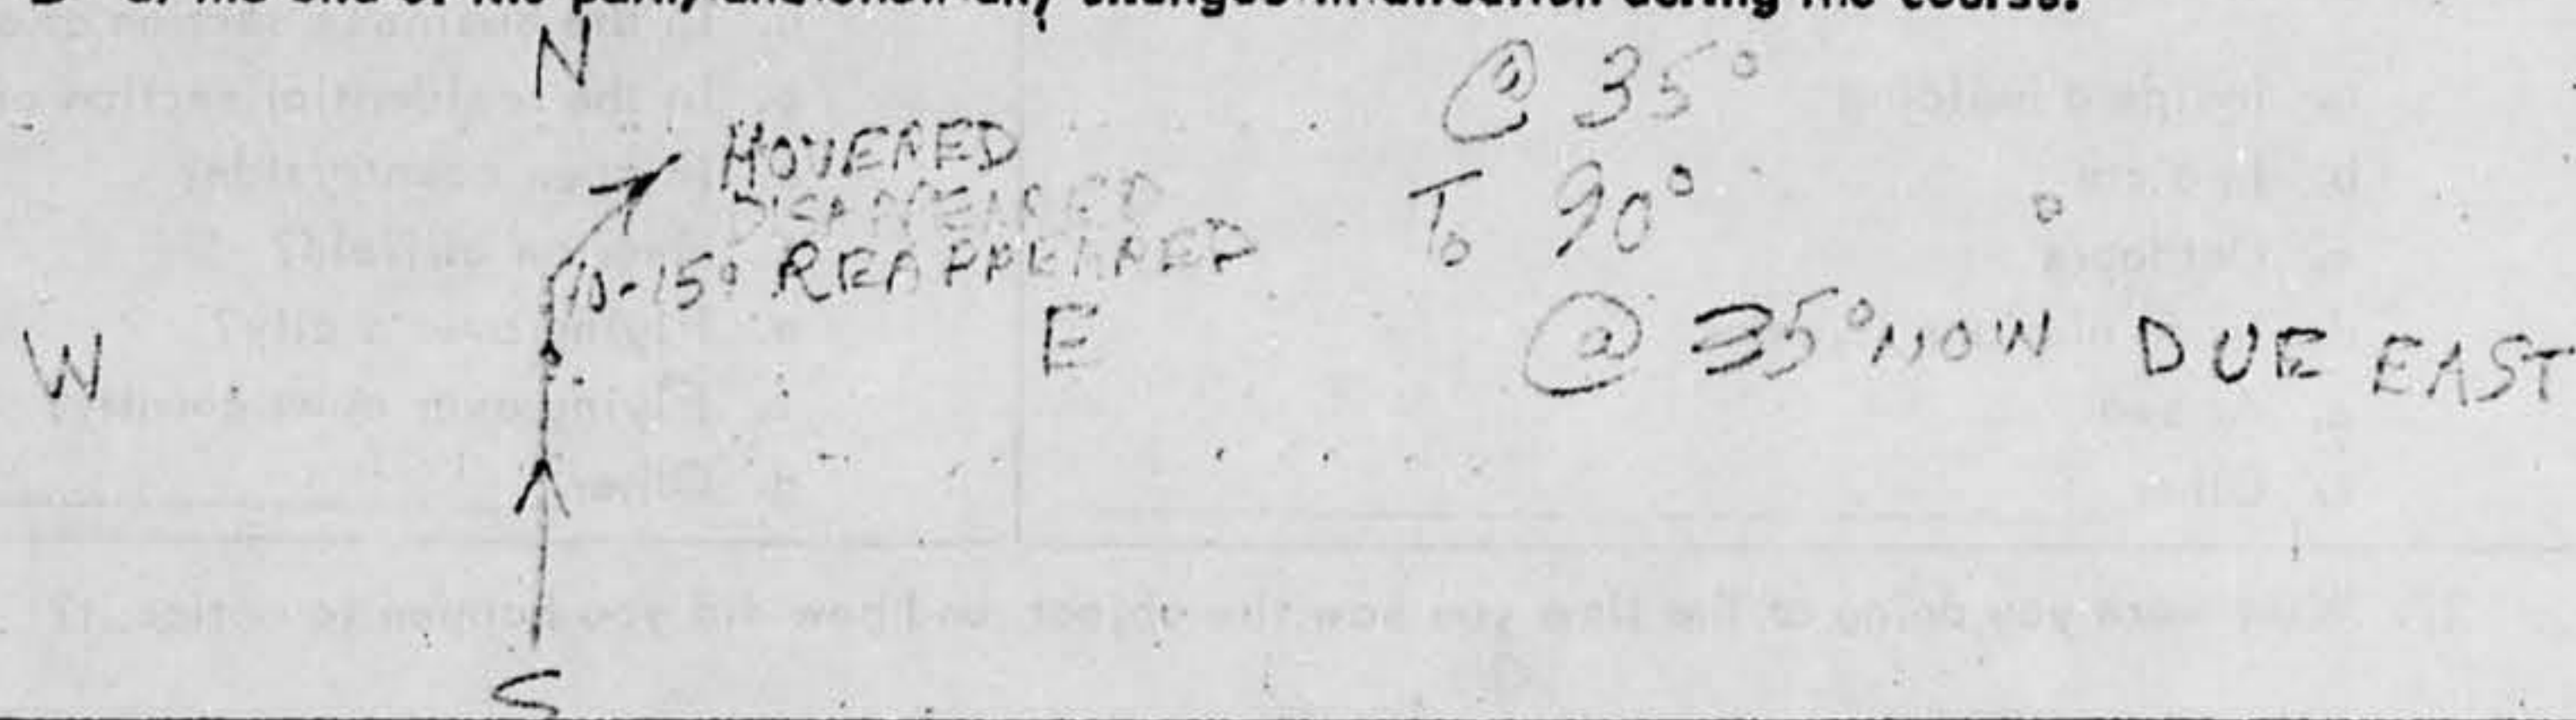 B" at the end of the path, and show any changes in direction during the course.
N
HOVERED
DISAPPEARED
10-15° REAPPEARED
W
E
S
@ 35°
To 90°
@ 35° NOW DUE EAST